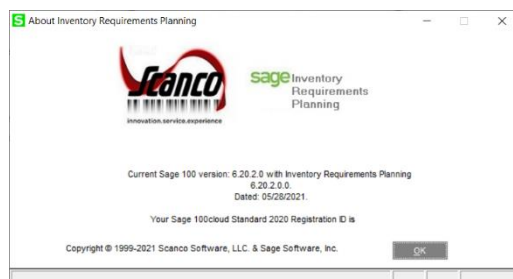 S About Inventory Requirements Planning
Scanco
innovation.service.experience
sage Inventory
Requirements
Planning
Current Sage 100 version: 6.20.2.0 with Inventory Requirements Planning
6.20.2.0.0.
Dated: 05/28/2021.
Your Sage 100cloud Standard 2020 Registration ID is
Copyright © 1999-2021 Scanco Software, LLC. & Sage Software, Inc.
OK